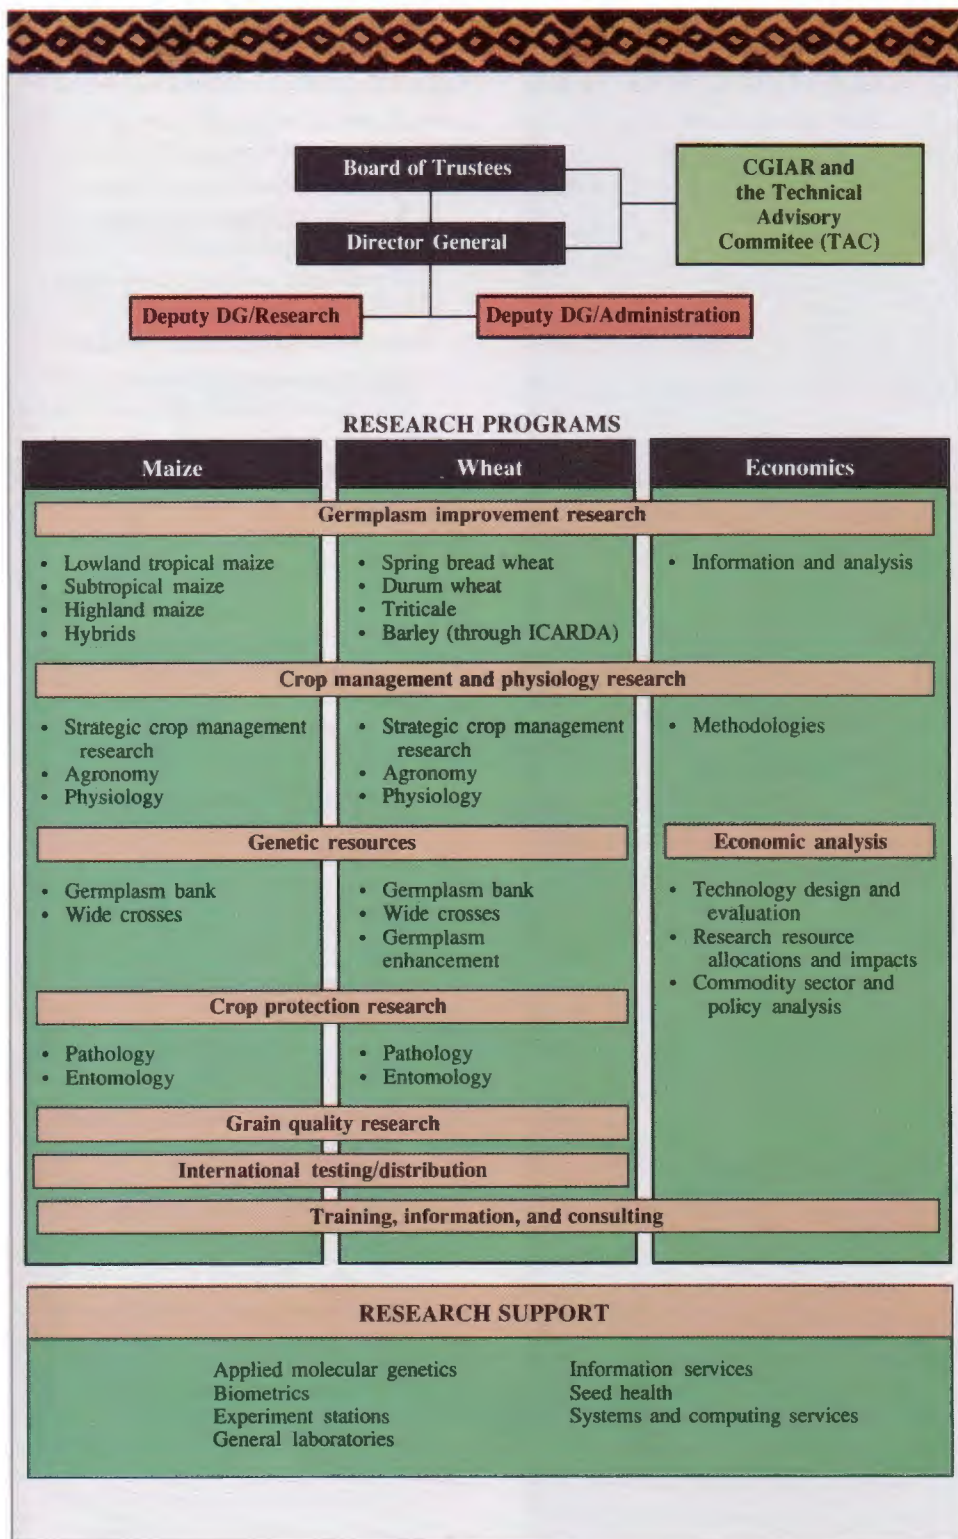 Board of Trustees
Director General
CGIAR and
the Technical
Advisory
Commitee (TAC)
Deputy DG/Research
Deputy DG/Administration
RESEARCH PROGRAMS
Maize
Wheat
Economics
Germplasm improvement research
• Lowland tropical maize
• Subtropical maize
• Highland maize
• Hybrids
• Spring bread wheat
• Durum wheat
• Triticale
• Barley (through ICARDA)
• Information and analysis
Crop management and physiology research
• Strategic crop management
research
• Agronomy
• Physiology
• Strategic crop management
research
• Agronomy
• Physiology
• Methodologies
Genetic resources
• Germplasm bank
• Wide crosses
• Germplasm bank
• Wide crosses
• Germplasm
enhancement
Economic analysis
• Technology design and
evaluation
• Research resource
allocations and impacts
• Commodity sector and
policy analysis
Crop protection research
• Pathology
• Entomology
• Pathology
• Entomology
Grain quality research
International testing/distribution
Training, information, and consulting
RESEARCH SUPPORT
Applied molecular genetics
Biometrics
Experiment stations
General laboratories
Information services
Seed health
Systems and computing services